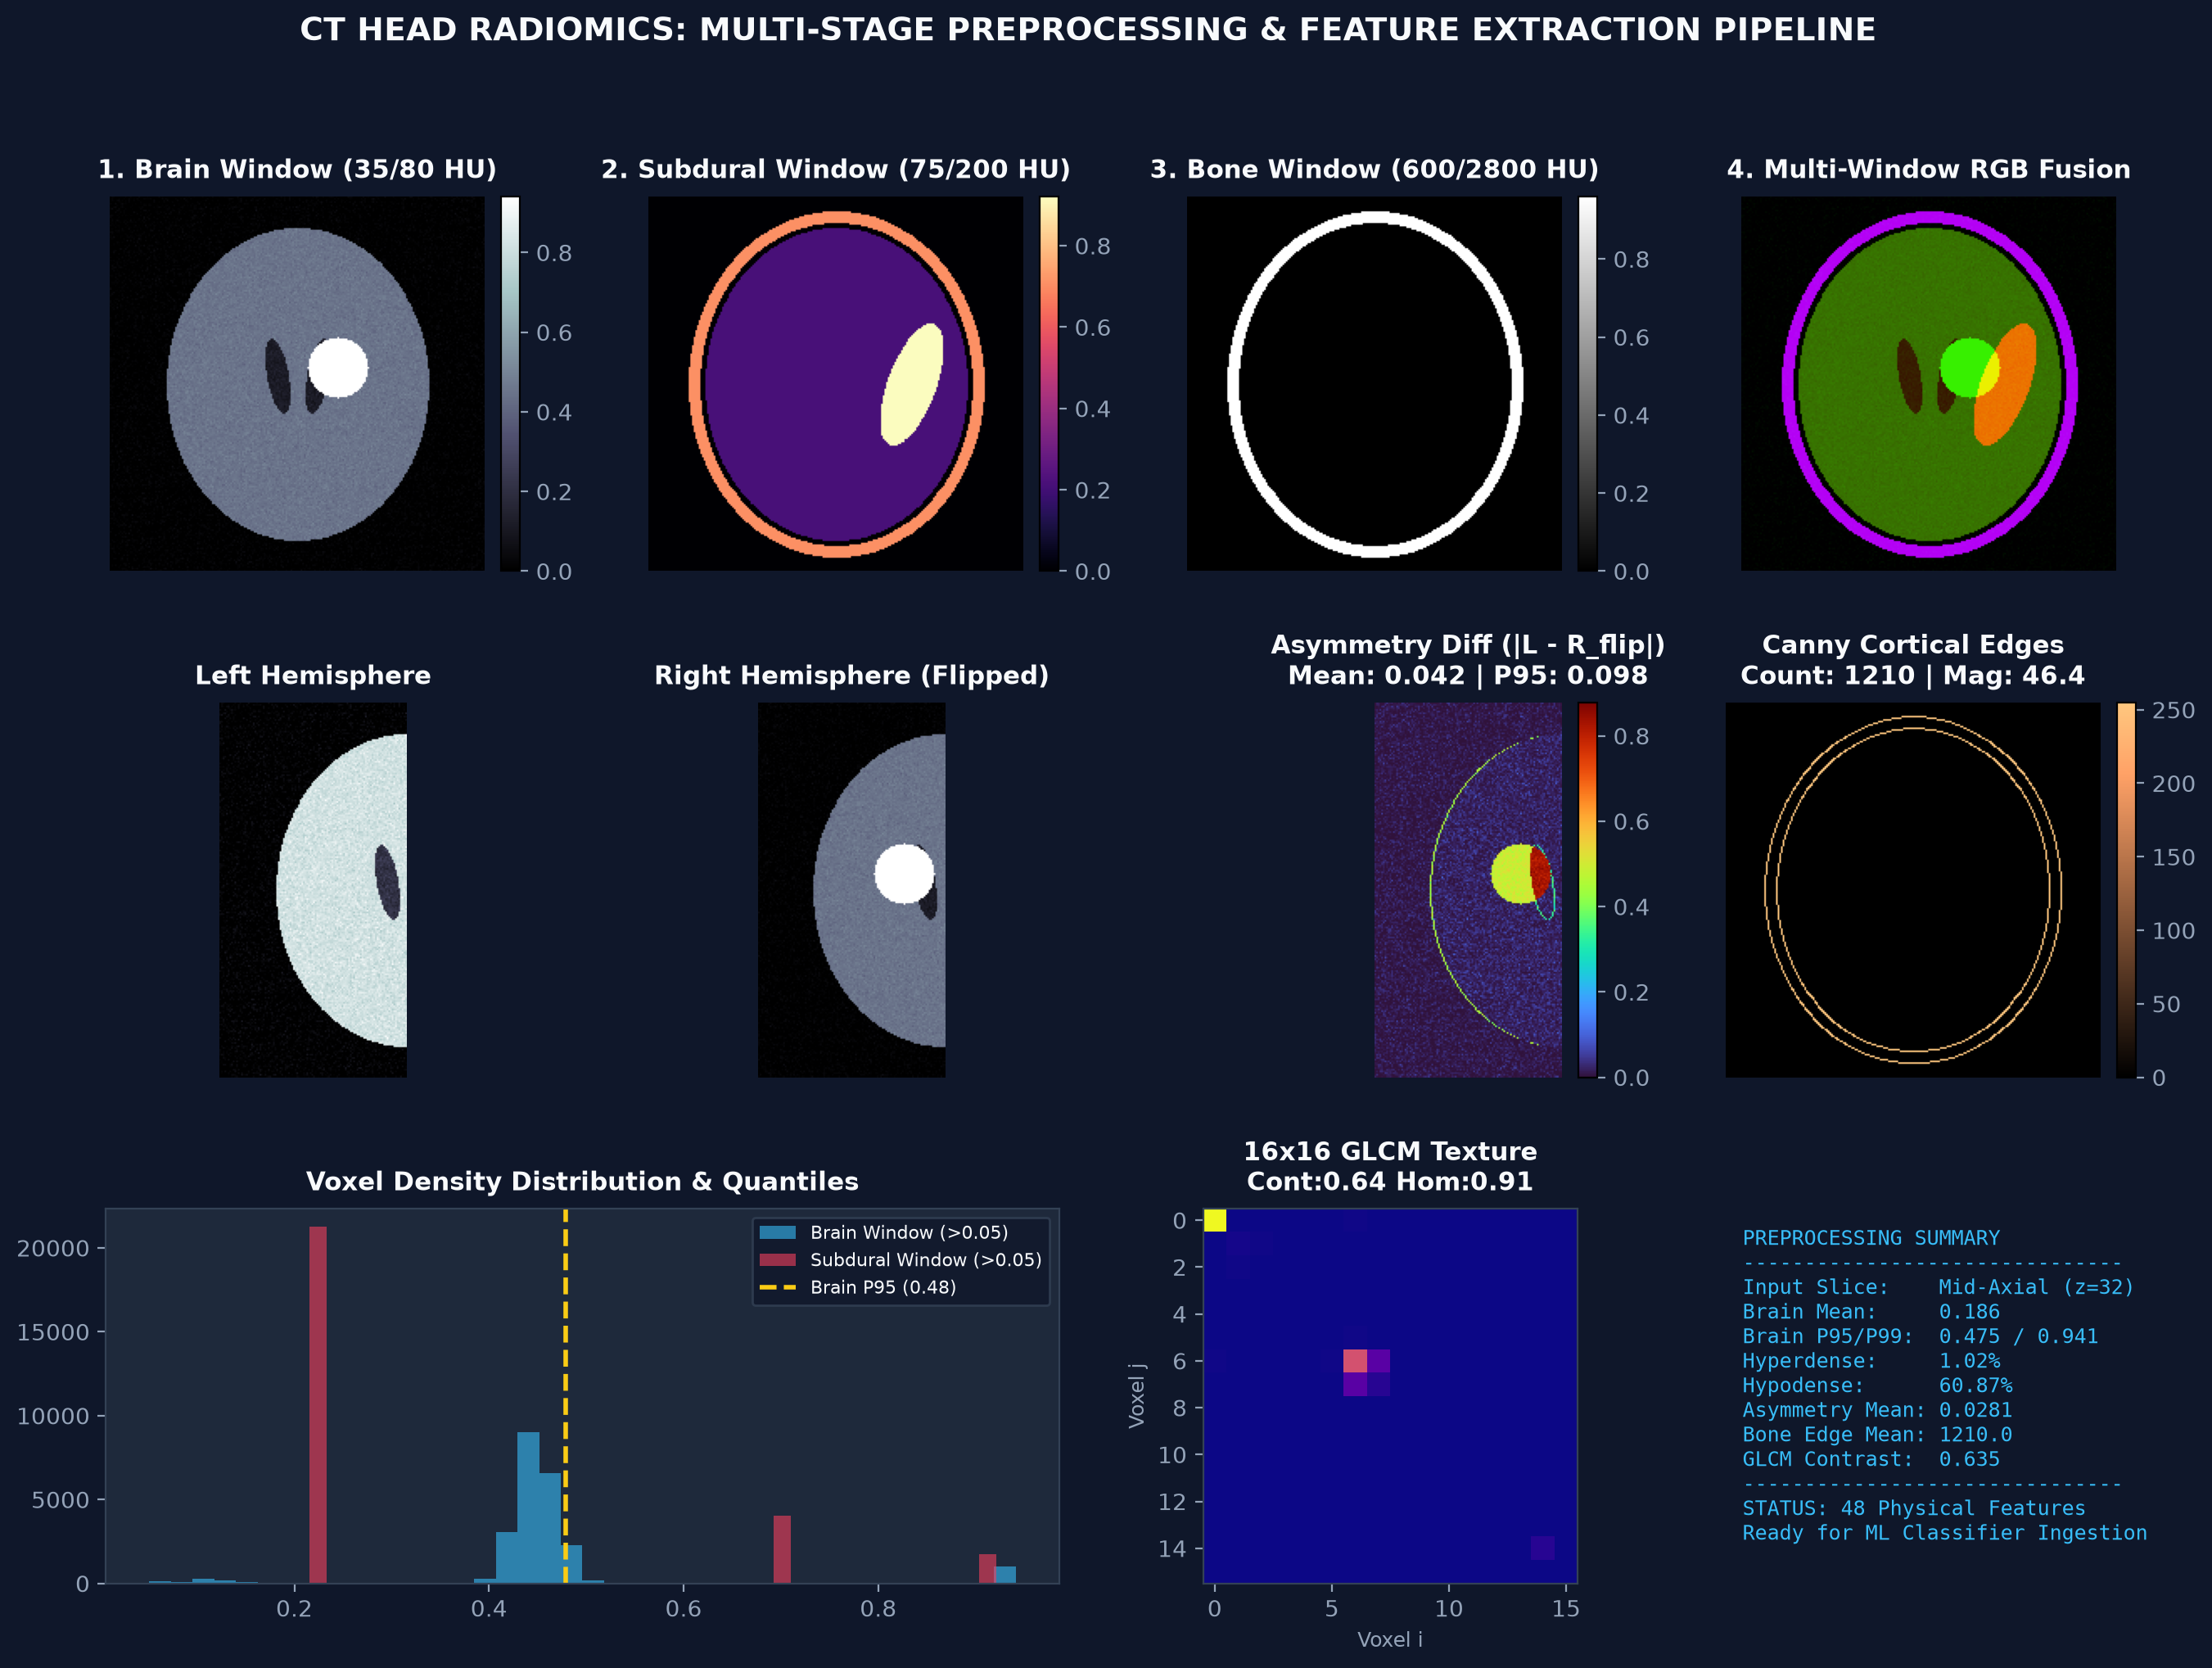 CT HEAD RADIOMICS: MULTI-STAGE PREPROCESSING & FEATURE EXTRACTION PIPELINE
1. Brain Window (35/80 HU)
0.8
0.6
0.4
0.2
0.0
2. Subdural Window (75/200 HU)
0.8
0.6
0.4
0.2
0.0
3. Bone Window (600/2800 HU)
0.8
0.6
0.4
0.2
0.0
4. Multi-Window RGB Fusion
Left Hemisphere
Right Hemisphere (Flipped)
Asymmetry Diff (|L - R_flip|)
Mean: 0.042 | P95: 0.098
0.8
0.6
0.4
0.2
0.0
Canny Cortical Edges
Count: 1210 | Mag: 46.4
250
200
150
100
50
0
Voxel Density Distribution & Quantiles
20000
15000
10000
5000
0
0.2 0.4 0.6 0.8
Brain Window (>0.05)
Subdural Window (>0.05)
Brain P95 (0.48)
16x16 GLCM Texture
Cont:0.64 Hom:0.91
Voxel j
0
2
4
6
8
10
12
14
0 5 10 15
Voxel i
PREPROCESSING SUMMARY
-------------------------------
Input Slice: Mid-Axial (z=32)
Brain Mean: 0.186
Brain P95/P99: 0.475 / 0.941
Hyperdense: 1.02%
Hypodense: 60.87%
Asymmetry Mean: 0.0281
Bone Edge Mean: 1210.0
GLCM Contrast: 0.635
-------------------------------
STATUS: 48 Physical Features
Ready for ML Classifier Ingestion